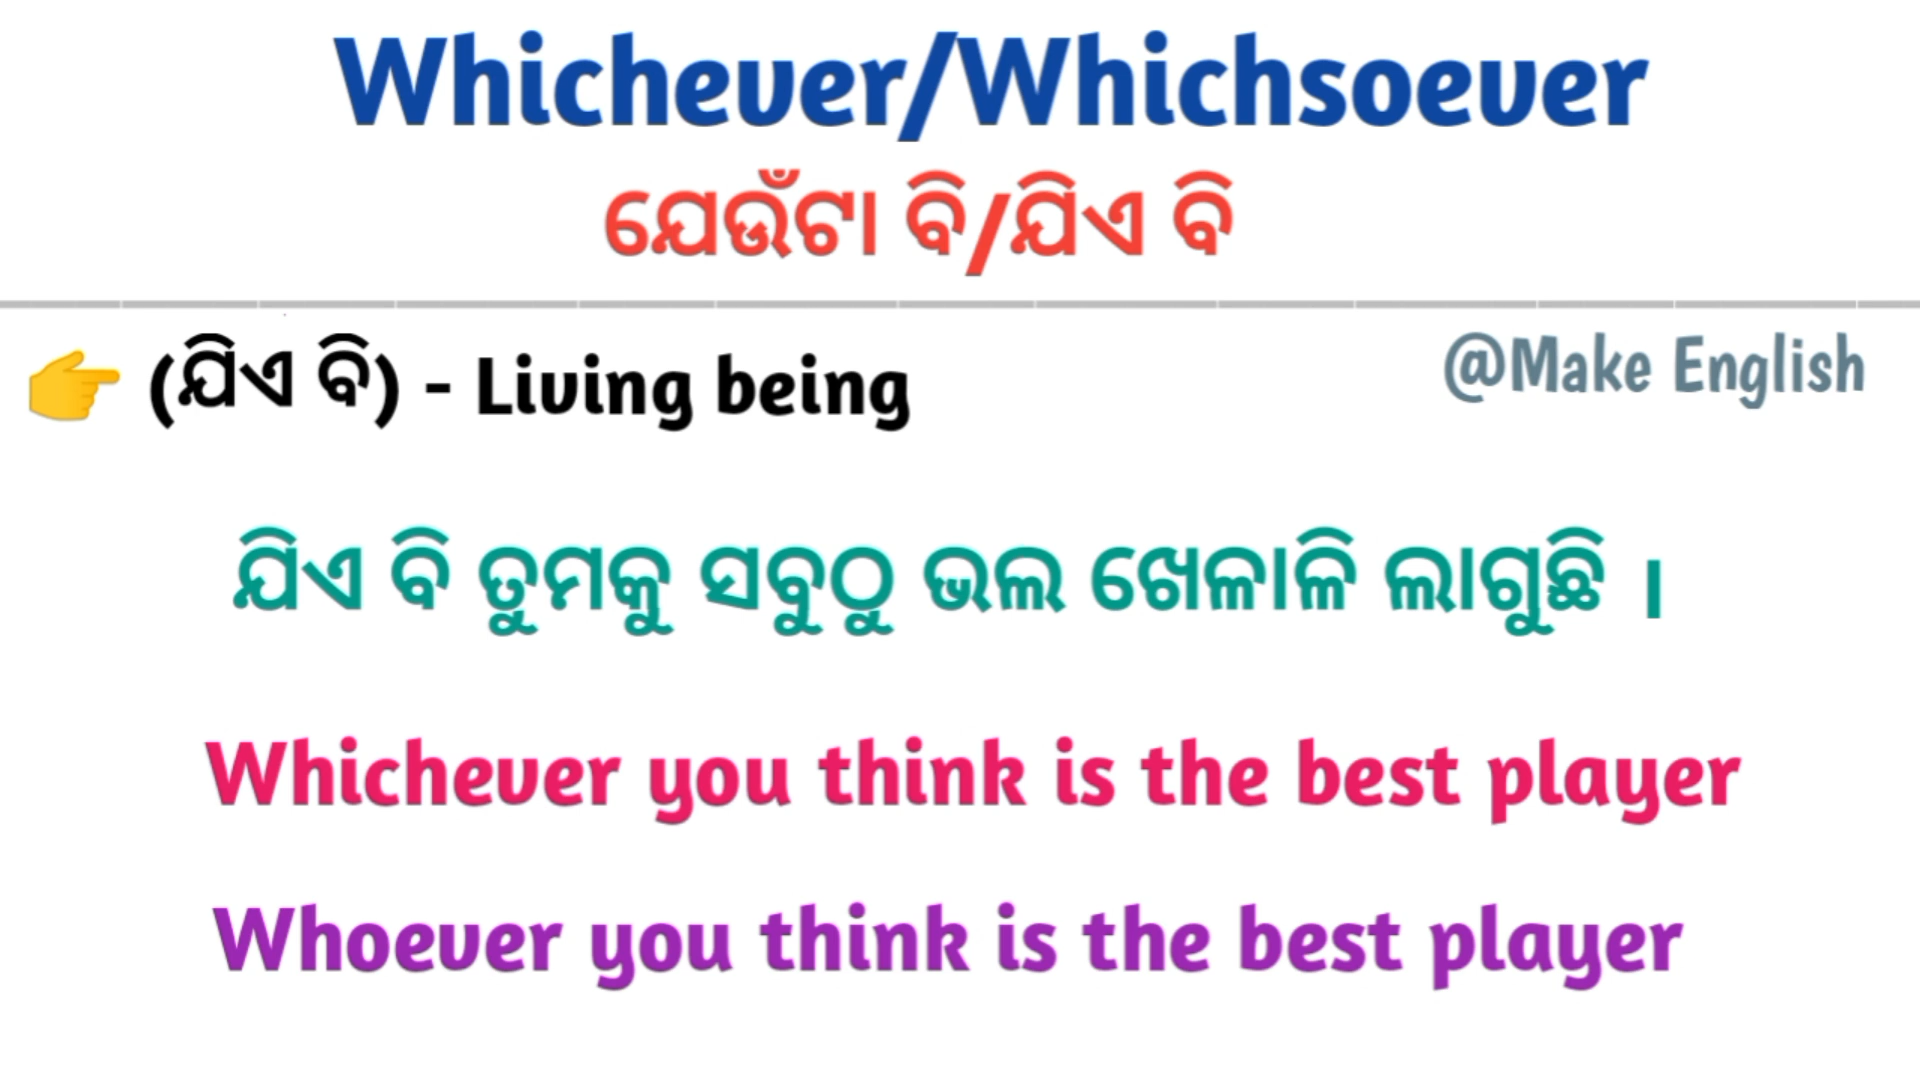 Whichever/Whichsoever
ଯେଉଁଟା ବି/ଯିଏ ବି
👉 (ଯିଏ ବି) - Living being
@Make English
ଯିଏ ବି ତୁମକୁ ସବୁଠୁ ଭଲ ଖେଳାଳି ଲାଗୁଛି ।
Whichever you think is the best player
Whoever you think is the best player